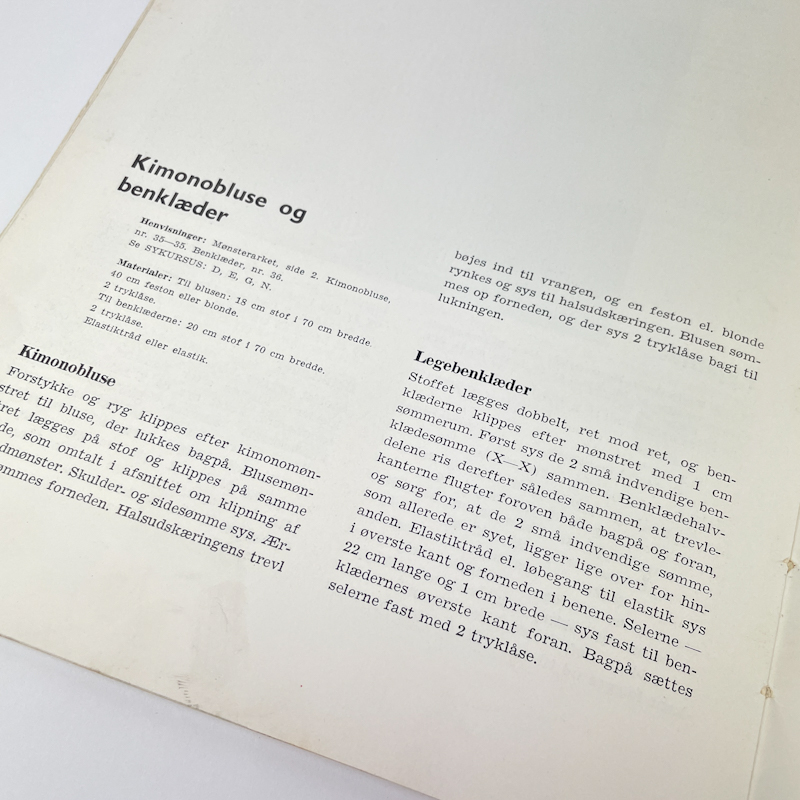 Kimonobluse og
benklæder
Henvisninger: Mønsterarket, side 2. Kimonobluse,
nr. 35—35. Benklæder, nr. 36.
Se SYKURSUS: D, E, G, N.
Materialer: Til blusen: 18 cm stof i 70 cm bredde.
40 cm feston eller blonde.
2 tryklåse.
Til benklæderne: 20 cm stof i 70 cm bredde.
2 tryklåse.
Elastiktråd eller elastik.
Kimonobluse
Forstykke og ryg klippes efter kimonomøn-
stret til bluse, der lukkes bagpå. Blusemøn-
ret lægges på stof og klippes på samme
de, som omtalt i afsnittet om klipning af
dmønster. Skulder- og sidesømme sys. Ær-
ømmes forneden. Halsudskæringens trevl
bøjes ind til vrangen, og en feston el. blonde
rynkes og sys til halsudskæringen. Blusen søm-
mes op forneden, og der sys 2 tryklåse bagi til
lukningen.
Legebenklæder
Stoffet lægges dobbelt, ret mod ret, og ben-
klæderne klippes efter mønstret med 1 cm
sømmerum. Først sys de 2 små indvendige ben-
klædesømme (X—X) sammen. Benklædehalv-
delene ris derefter således sammen, at trevle-
kanterne flugter foroven både bagpå og foran,
og sørg for, at de 2 små indvendige sømme,
som allerede er syet, ligger lige over for hin-
anden. Elastiktråd el. løbegang til elastik sys
i øverste kant og forneden i benene. Selerne —
22 cm lange og 1 cm brede — sys fast til ben-
klædernes øverste kant foran. Bagpå sættes
selerne fast med 2 tryklåse.